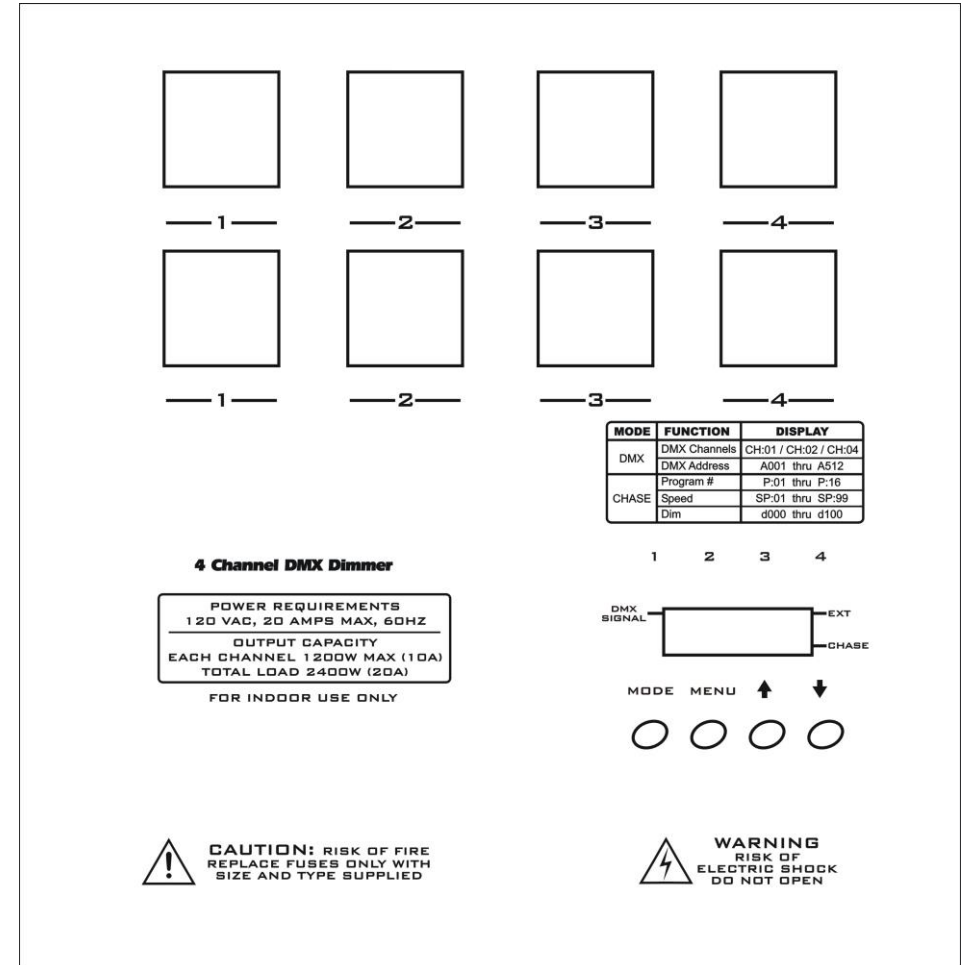 1 2 3 4
1 2 3 4
MODE FUNCTION DISPLAY
DMX DMX Channels CH:01 / CH:02 / CH:04
DMX Address A001 thru A512
CHASE Program # P:01 thru P:16
Speed SP:01 thru SP:99
Dim d000 thru d100
1 2 3 4
4 Channel DMX Dimmer
POWER REQUIREMENTS
120 VAC, 20 AMPS MAX, 60HZ
OUTPUT CAPACITY
EACH CHANNEL 1200W MAX (10A)
TOTAL LOAD 2400W (20A)
FOR INDOOR USE ONLY
DMX
SIGNAL
EXT
CHASE
MODE MENU
CAUTION: RISK OF FIRE
REPLACE FUSES ONLY WITH
SIZE AND TYPE SUPPLIED
WARNING
RISK OF
ELECTRIC SHOCK
DO NOT OPEN